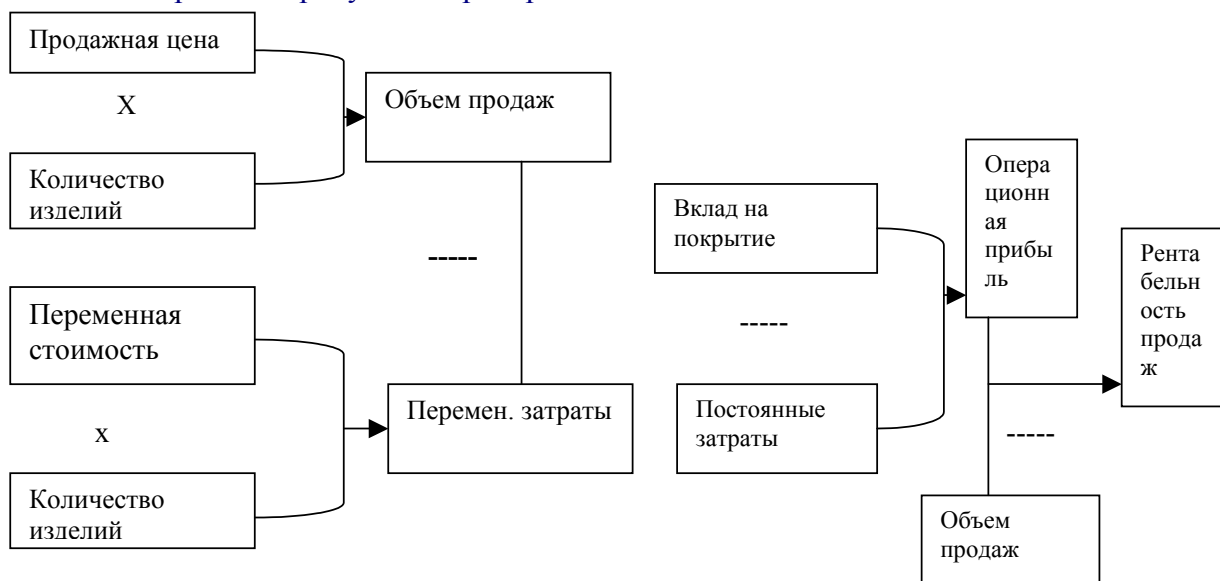 Продажная цена
X
Количество
изделий
Объем продаж
-----
Переменная
стоимость
x
Количество
изделий
Перемен. затраты
Вклад на
покрытие
-----
Постоянные
затраты
Опера
ционн
ая
прибы
ль
Рента
бельн
ость
прода
ж
-----
Объем
продаж